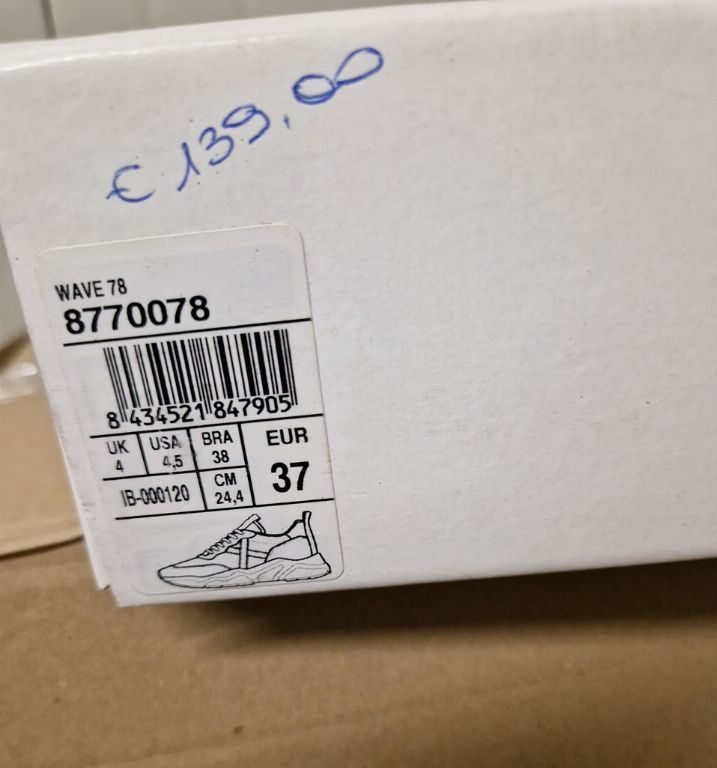 € 139,00
WAVE 78
8770078
8 434521 847905
UK USA BRA EUR
4 4,5 38 37
IB-000120 CM
24,4